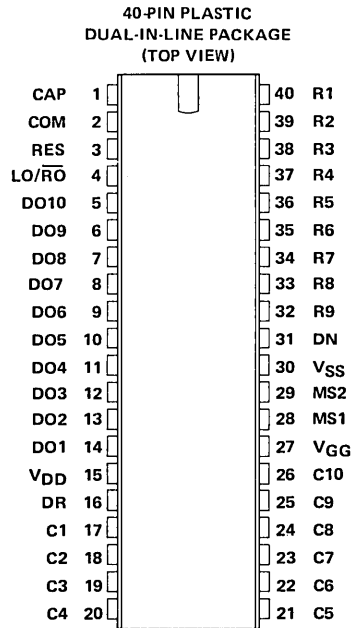 40-PIN PLASTIC
DUAL-IN-LINE PACKAGE
(TOP VIEW)
CAP 1 40 R1
COM 2 39 R2
RES 3 38 R3
LO/R̅O̅ 4 37 R4
DO10 5 36 R5
DO9 6 35 R6
DO8 7 34 R7
DO7 8 33 R8
DO6 9 32 R9
DO5 10 31 DN
DO4 11 30 VSS
DO3 12 29 MS2
DO2 13 28 MS1
DO1 14 27 VGG
VDD 15 26 C10
DR 16 25 C9
C1 17 24 C8
C2 18 23 C7
C3 19 22 C6
C4 20 21 C5